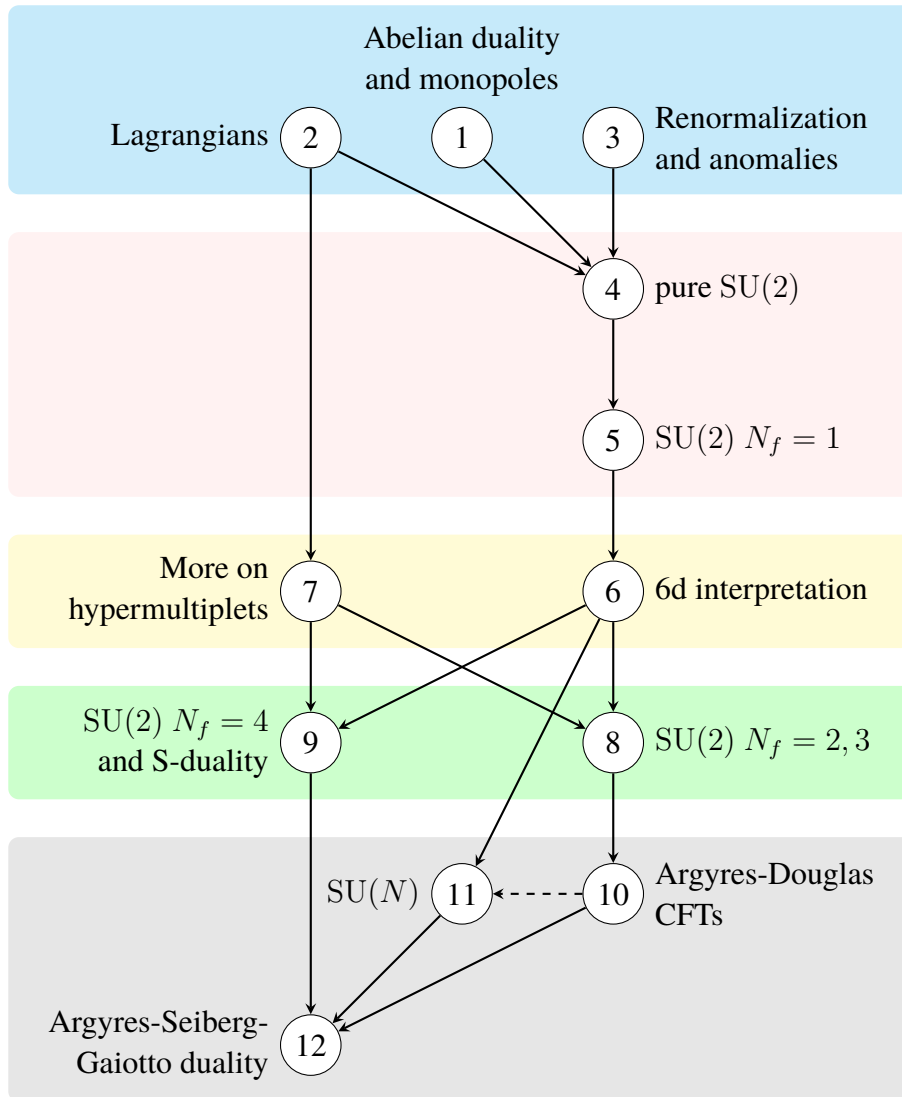 Abelian duality
and monopoles
Lagrangians
2
1
3
Renormalization
and anomalies
4
pure SU(2)
5
SU(2) N_f = 1
More on
hypermultiplets
7
6
6d interpretation
SU(2) N_f = 4
and S-duality
9
8
SU(2) N_f = 2, 3
SU(N)
11
10
Argyres-Douglas
CFTs
Argyres-Seiberg-
Gaiotto duality
12